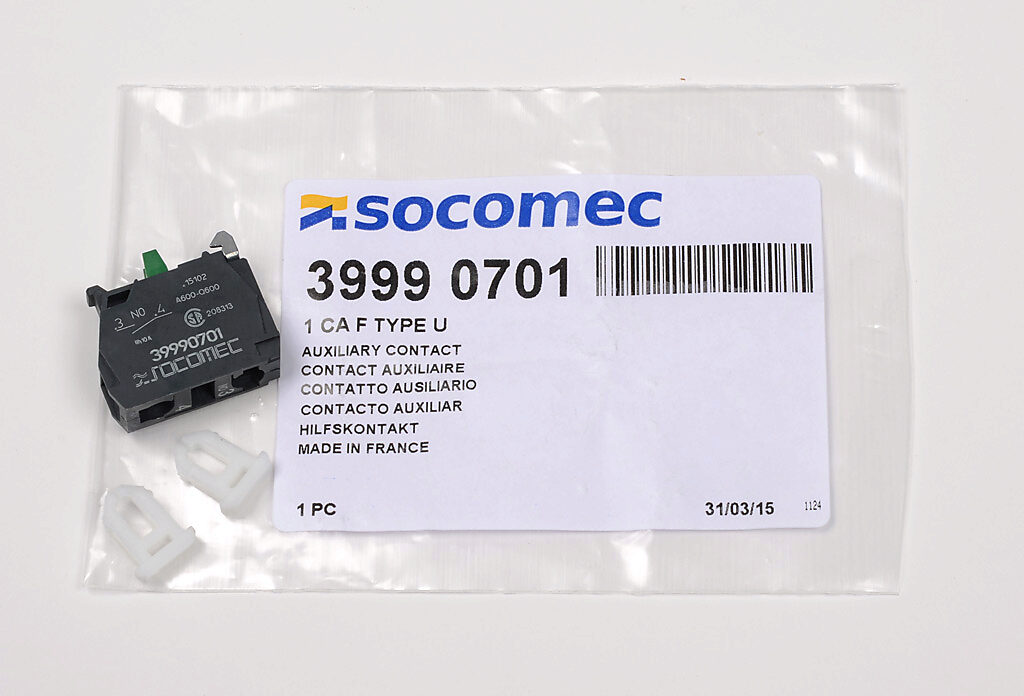 socomec
3999 0701
1 CA F TYPE U
AUXILIARY CONTACT
CONTACT AUXILIAIRE
CONTATTO AUSILIARIO
CONTACTO AUXILIAR
HILFSKONTAKT
MADE IN FRANCE
1 PC
31/03/15
1124
15102
A600-Q600
.3 NO .4
208313
39990701
SOCOMEC